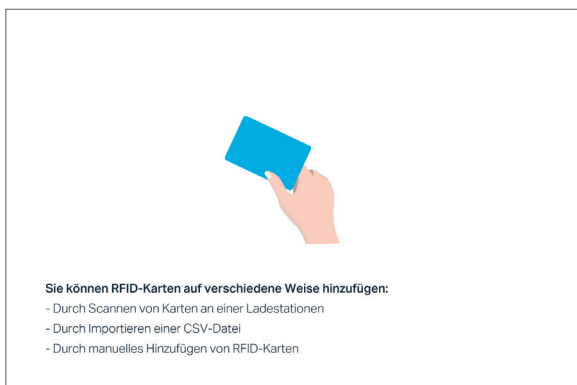 Sie können RFID-Karten auf verschiedene Weise hinzufügen:
- Durch Scannen von Karten an einer Ladestationen
- Durch Importieren einer CSV-Datei
- Durch manuelles Hinzufügen von RFID-Karten